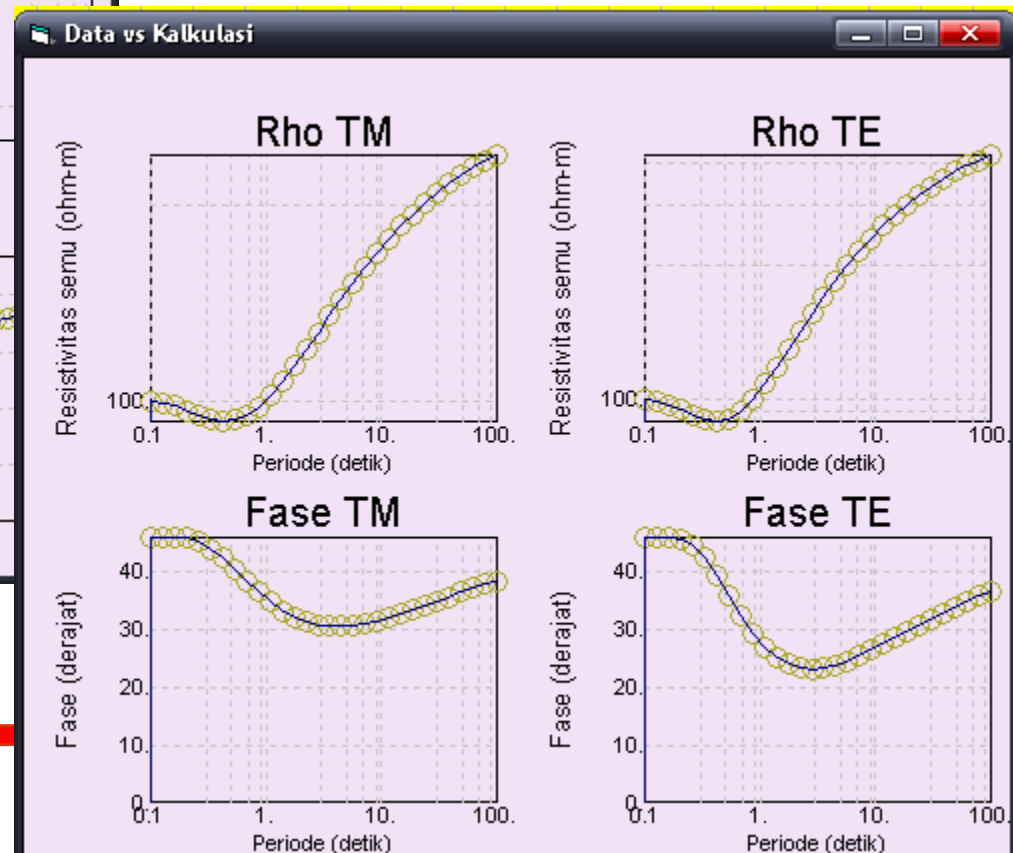 Data vs Kalkulasi
Rho TM
Resistivitas semu (ohm-m)
100
0.1 1. 10. 100.
Periode (detik)
Rho TE
Resistivitas semu (ohm-m)
100
0.1 1. 10. 100.
Periode (detik)
Fase TM
Fase (derajat)
40.
30.
20.
10.
0.
0.1 1. 10. 100.
Periode (detik)
Fase TE
Fase (derajat)
40.
30.
20.
10.
0.
0.1 1. 10. 100.
Periode (detik)